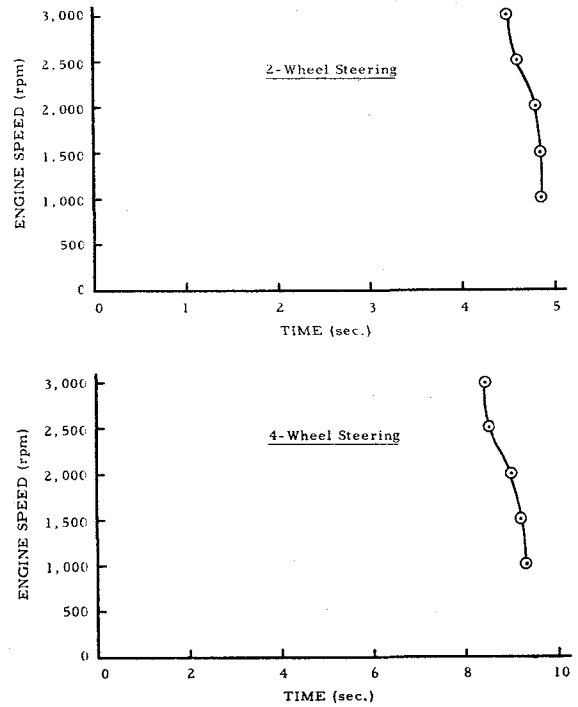 3,000
2,500
2,000
1,500
1,000
500
0
ENGINE SPEED (rpm)
2-Wheel Steering
0 1 2 3 4 5
TIME (sec.)
3,000
2,500
2,000
1,500
1,000
500
0
ENGINE SPEED (rpm)
4-Wheel Steering
0 2 4 6 8 10
TIME (sec.)